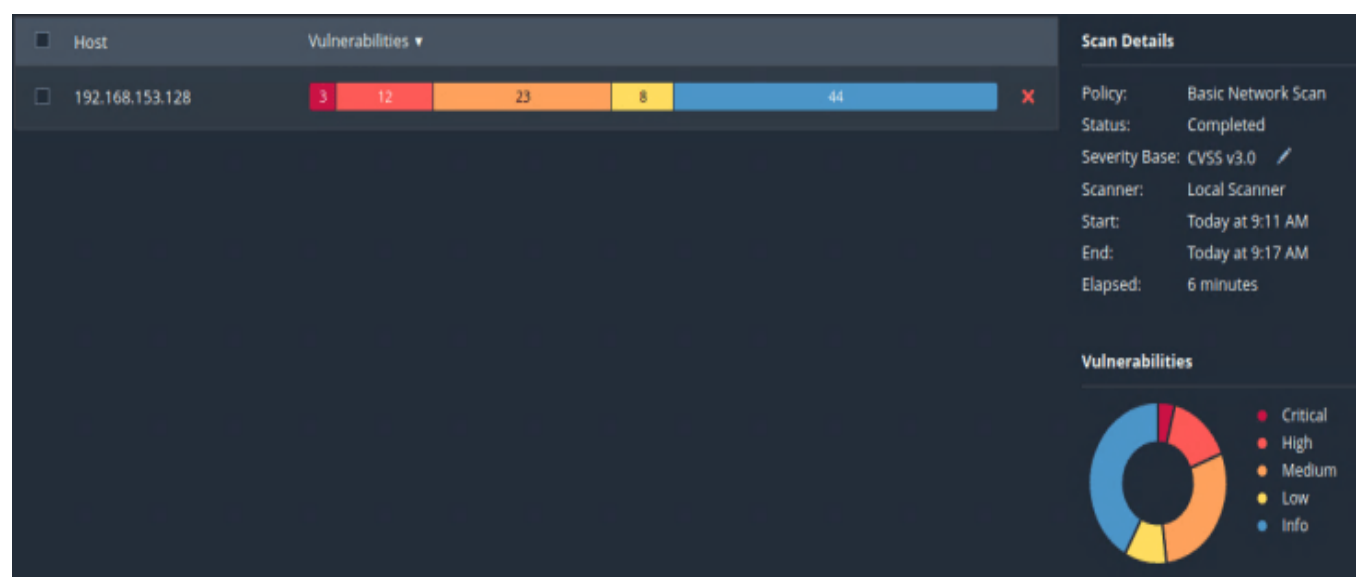 Host Vulnerabilities ▾
192.168.153.128 3 12 23 8 44
Scan Details
Policy: Basic Network Scan
Status: Completed
Severity Base: CVSS v3.0
Scanner: Local Scanner
Start: Today at 9:11 AM
End: Today at 9:17 AM
Elapsed: 6 minutes
Vulnerabilities
Critical
High
Medium
Low
Info